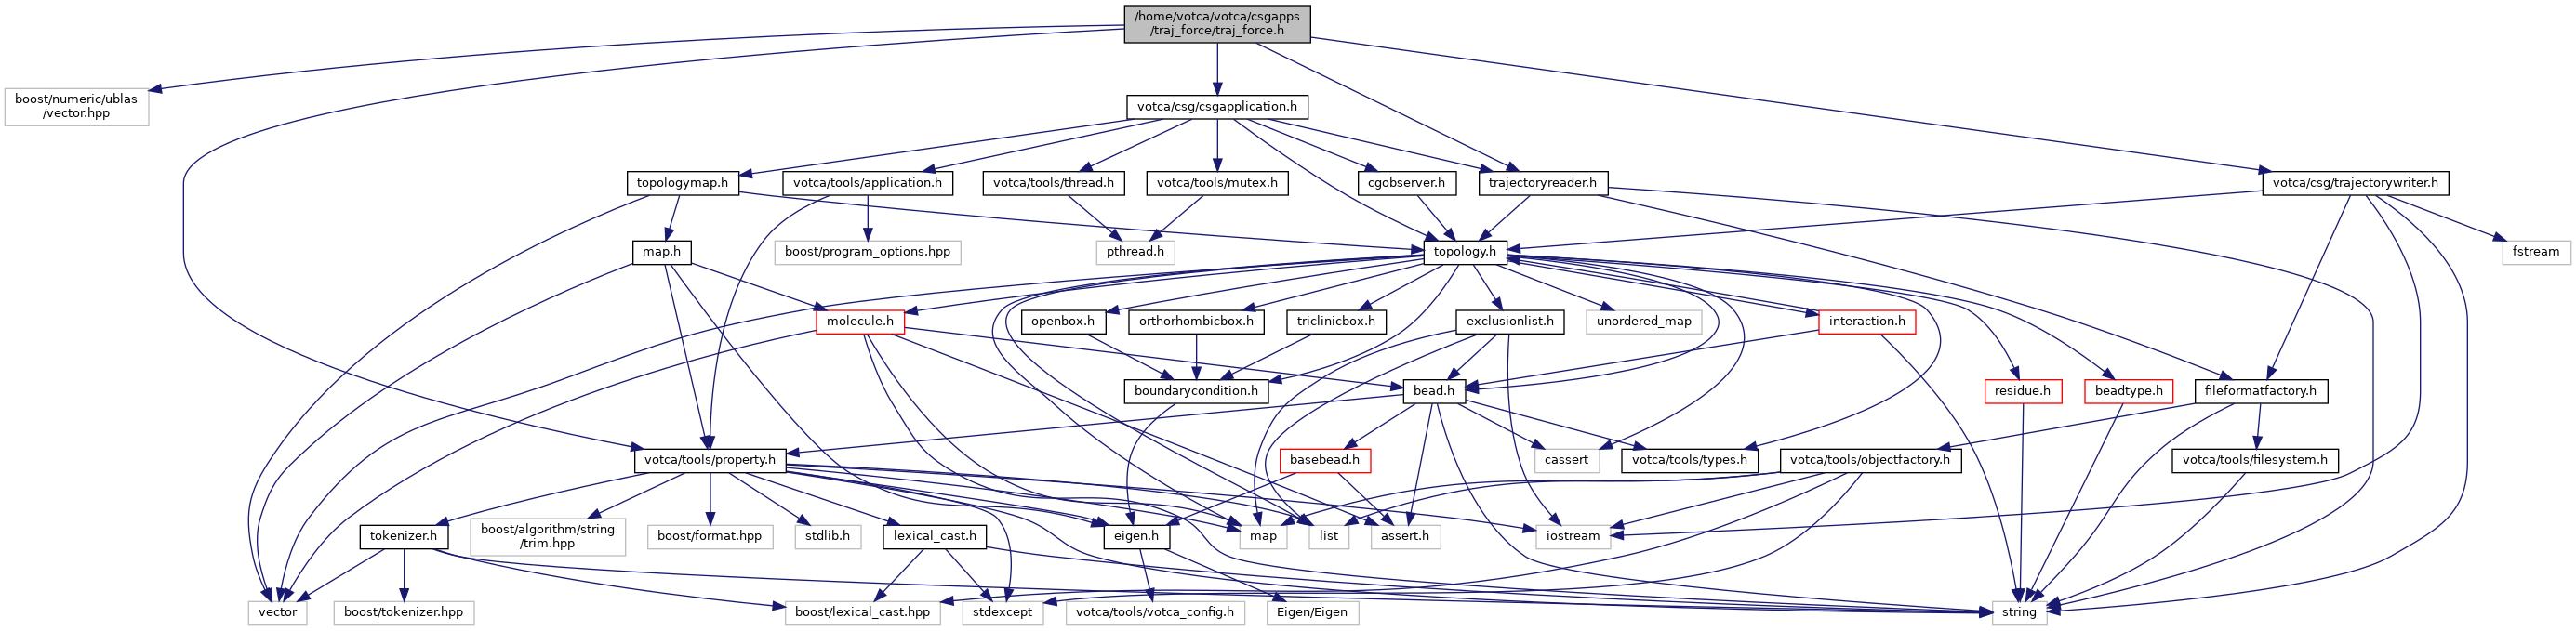 /home/votca/votca/csgapps
/traj_force/traj_force.h
boost/numeric/ublas
/vector.hpp
votca/csg/csgapplication.h
topologymap.h
votca/tools/application.h
votca/tools/thread.h
votca/tools/mutex.h
cgobserver.h
trajectoryreader.h
votca/csg/trajectorywriter.h
map.h
boost/program_options.hpp
pthread.h
topology.h
fstream
molecule.h
openbox.h
orthorhombicbox.h
triclinicbox.h
exclusionlist.h
unordered_map
interaction.h
boundarycondition.h
bead.h
residue.h
beadtype.h
fileformatfactory.h
votca/tools/property.h
basebead.h
cassert
votca/tools/types.h
votca/tools/objectfactory.h
votca/tools/filesystem.h
tokenizer.h
boost/algorithm/string
/trim.hpp
boost/format.hpp
stdlib.h
lexical_cast.h
eigen.h
map
list
assert.h
iostream
vector
boost/tokenizer.hpp
boost/lexical_cast.hpp
stdexcept
votca/tools/votca_config.h
Eigen/Eigen
string